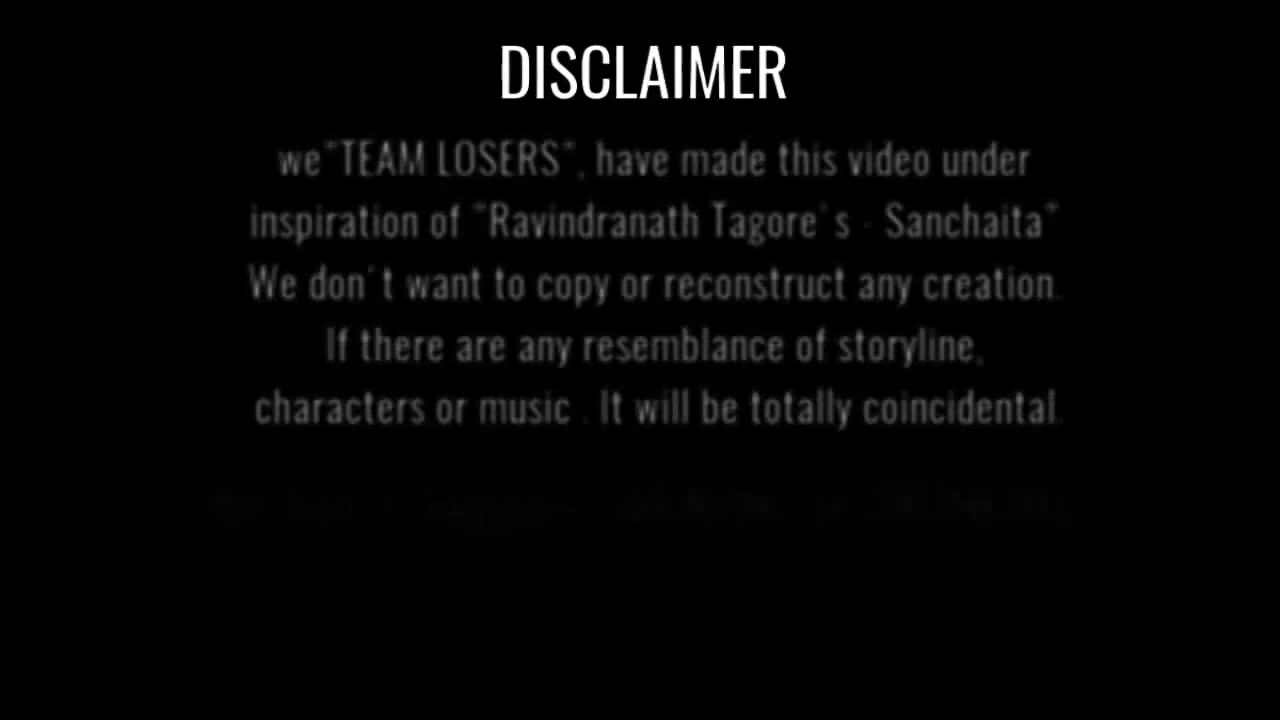 DISCLAIMER
we"TEAM LOSERS", have made this video under
inspiration of "Ravindranath Tagore's - Sanchaita"
We don't want to copy or reconstruct any creation.
If there are any resemblance of storyline,
characters or music . It will be totally coincidental.